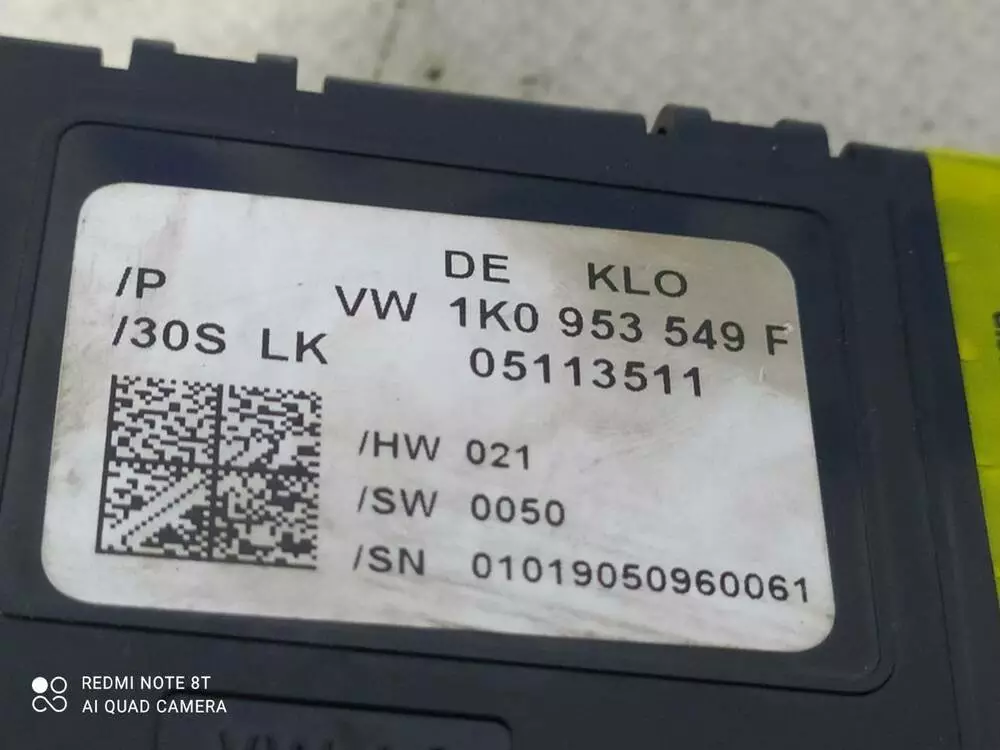 DE KLO
/P VW 1K0 953 549 F
/30S LK 05113511
/HW 021
/SW 0050
/SN 01019050960061
REDMI NOTE 8T
AI QUAD CAMERA